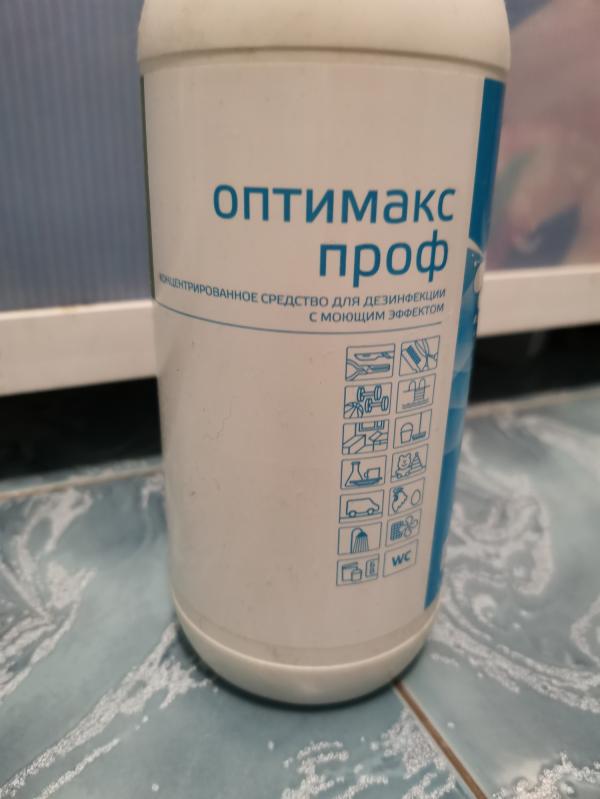 оптимакс
проф
КОНЦЕНТРИРОВАННОЕ СРЕДСТВО ДЛЯ ДЕЗИНФЕКЦИИ
С МОЮЩИМ ЭФФЕКТОМ
WC